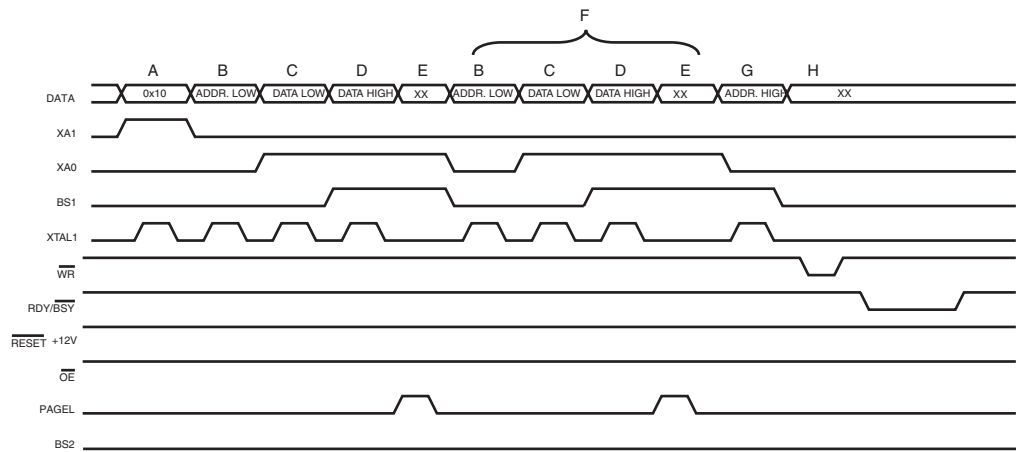 F
A B C D E B C D E G H
DATA 0x10 ADDR. LOW DATA LOW DATA HIGH XX ADDR. LOW DATA LOW DATA HIGH XX ADDR. HIGH XX
XA1
XA0
BS1
XTAL1
WR
RDY/BSY
RESET +12V
OE
PAGEL
BS2